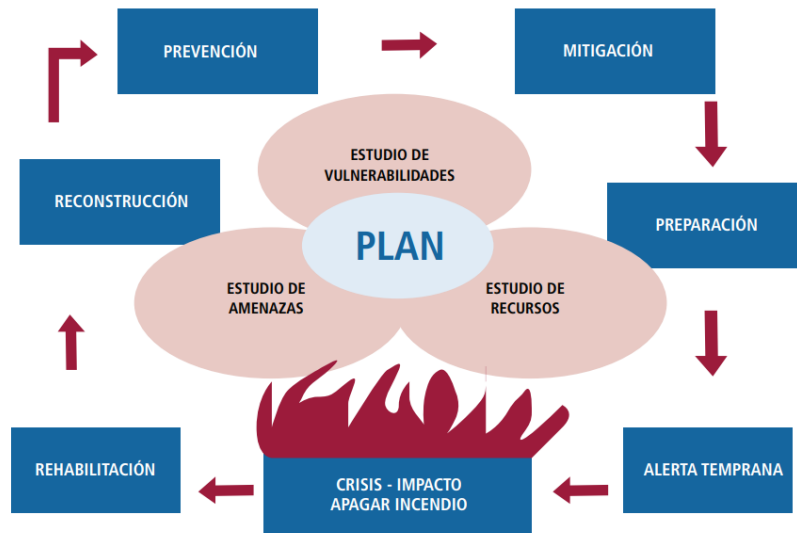 PREVENCIÓN
MITIGACIÓN
ESTUDIO DE
VULNERABILIDADES
RECONSTRUCCIÓN
PREPARACIÓN
PLAN
ESTUDIO DE
AMENAZAS
ESTUDIO DE
RECURSOS
REHABILITACIÓN
CRISIS - IMPACTO
APAGAR INCENDIO
ALERTA TEMPRANA